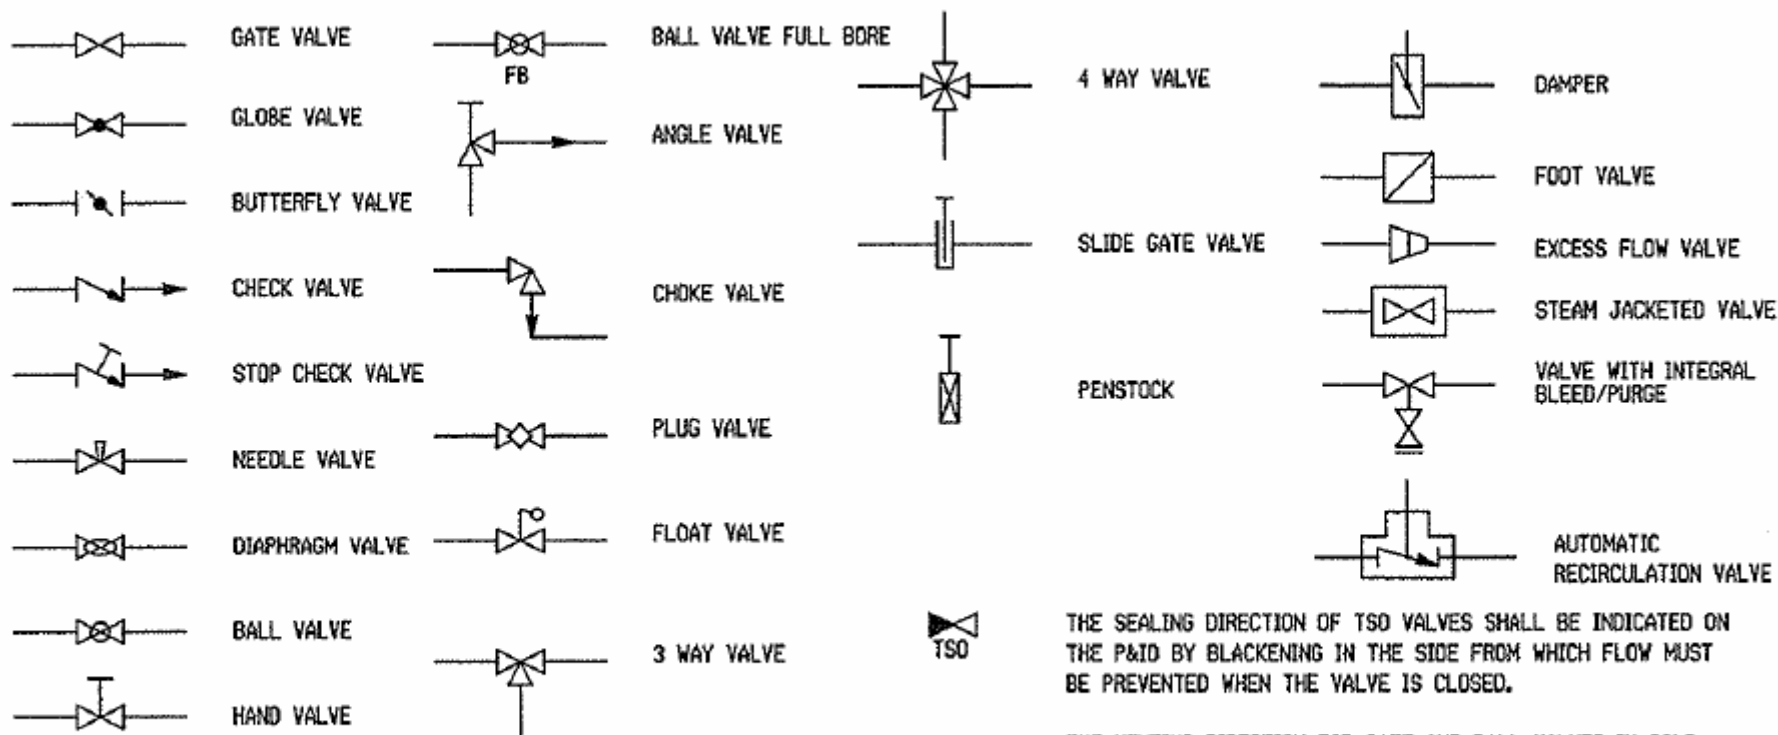 GATE VALVE
GLOBE VALVE
BUTTERFLY VALVE
CHECK VALVE
STOP CHECK VALVE
NEEDLE VALVE
DIAPHRAGM VALVE
BALL VALVE
HAND VALVE
BALL VALVE FULL BORE
FB
ANGLE VALVE
CHOKE VALVE
PLUG VALVE
FLOAT VALVE
3 WAY VALVE
4 WAY VALVE
SLIDE GATE VALVE
PENSTOCK
DAMPER
FOOT VALVE
EXCESS FLOW VALVE
STEAM JACKETED VALVE
VALVE WITH INTEGRAL
BLEED/PURGE
AUTOMATIC
RECIRCULATION VALVE
TSO
THE SEALING DIRECTION OF TSO VALVES SHALL BE INDICATED ON
THE P&ID BY BLACKENING IN THE SIDE FROM WHICH FLOW MUST
BE PREVENTED WHEN THE VALVE IS CLOSED.